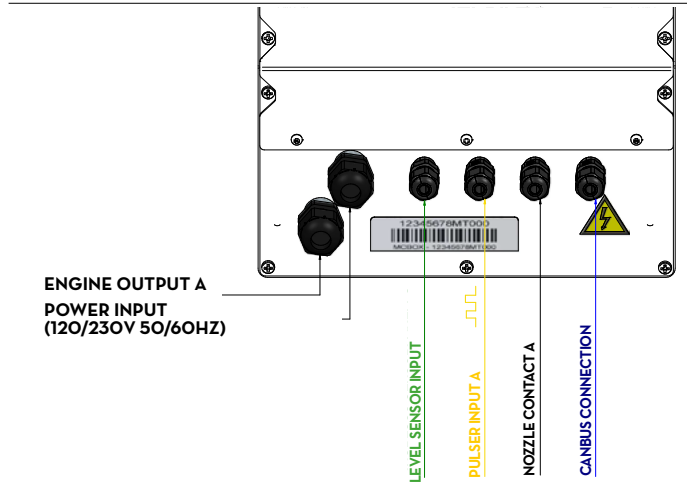 12345678MT000
MCBOX - 12345678MT000
ENGINE OUTPUT A
POWER INPUT
(120/230V 50/60HZ)
LEVEL SENSOR INPUT
PULSER INPUT A
NOZZLE CONTACT A
CANBUS CONNECTION